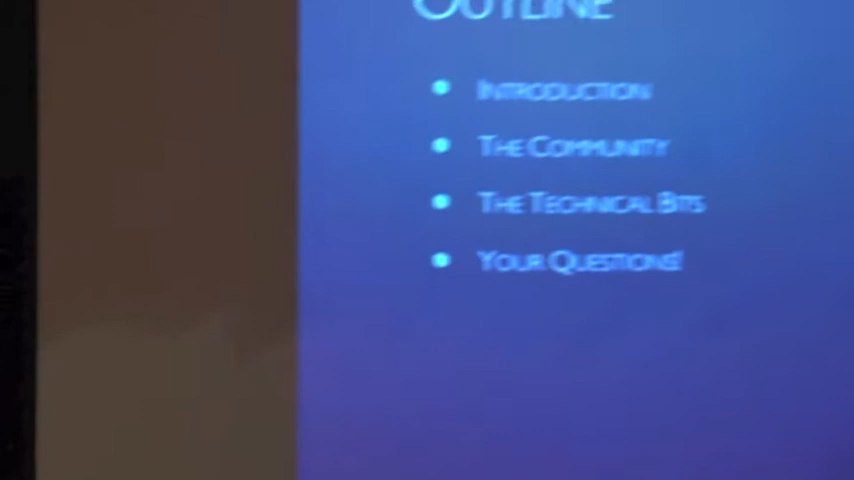 OUTLINE
INTRODUCTION
THE COMMUNITY
THE TECHNICAL BITS
YOUR QUESTIONS!